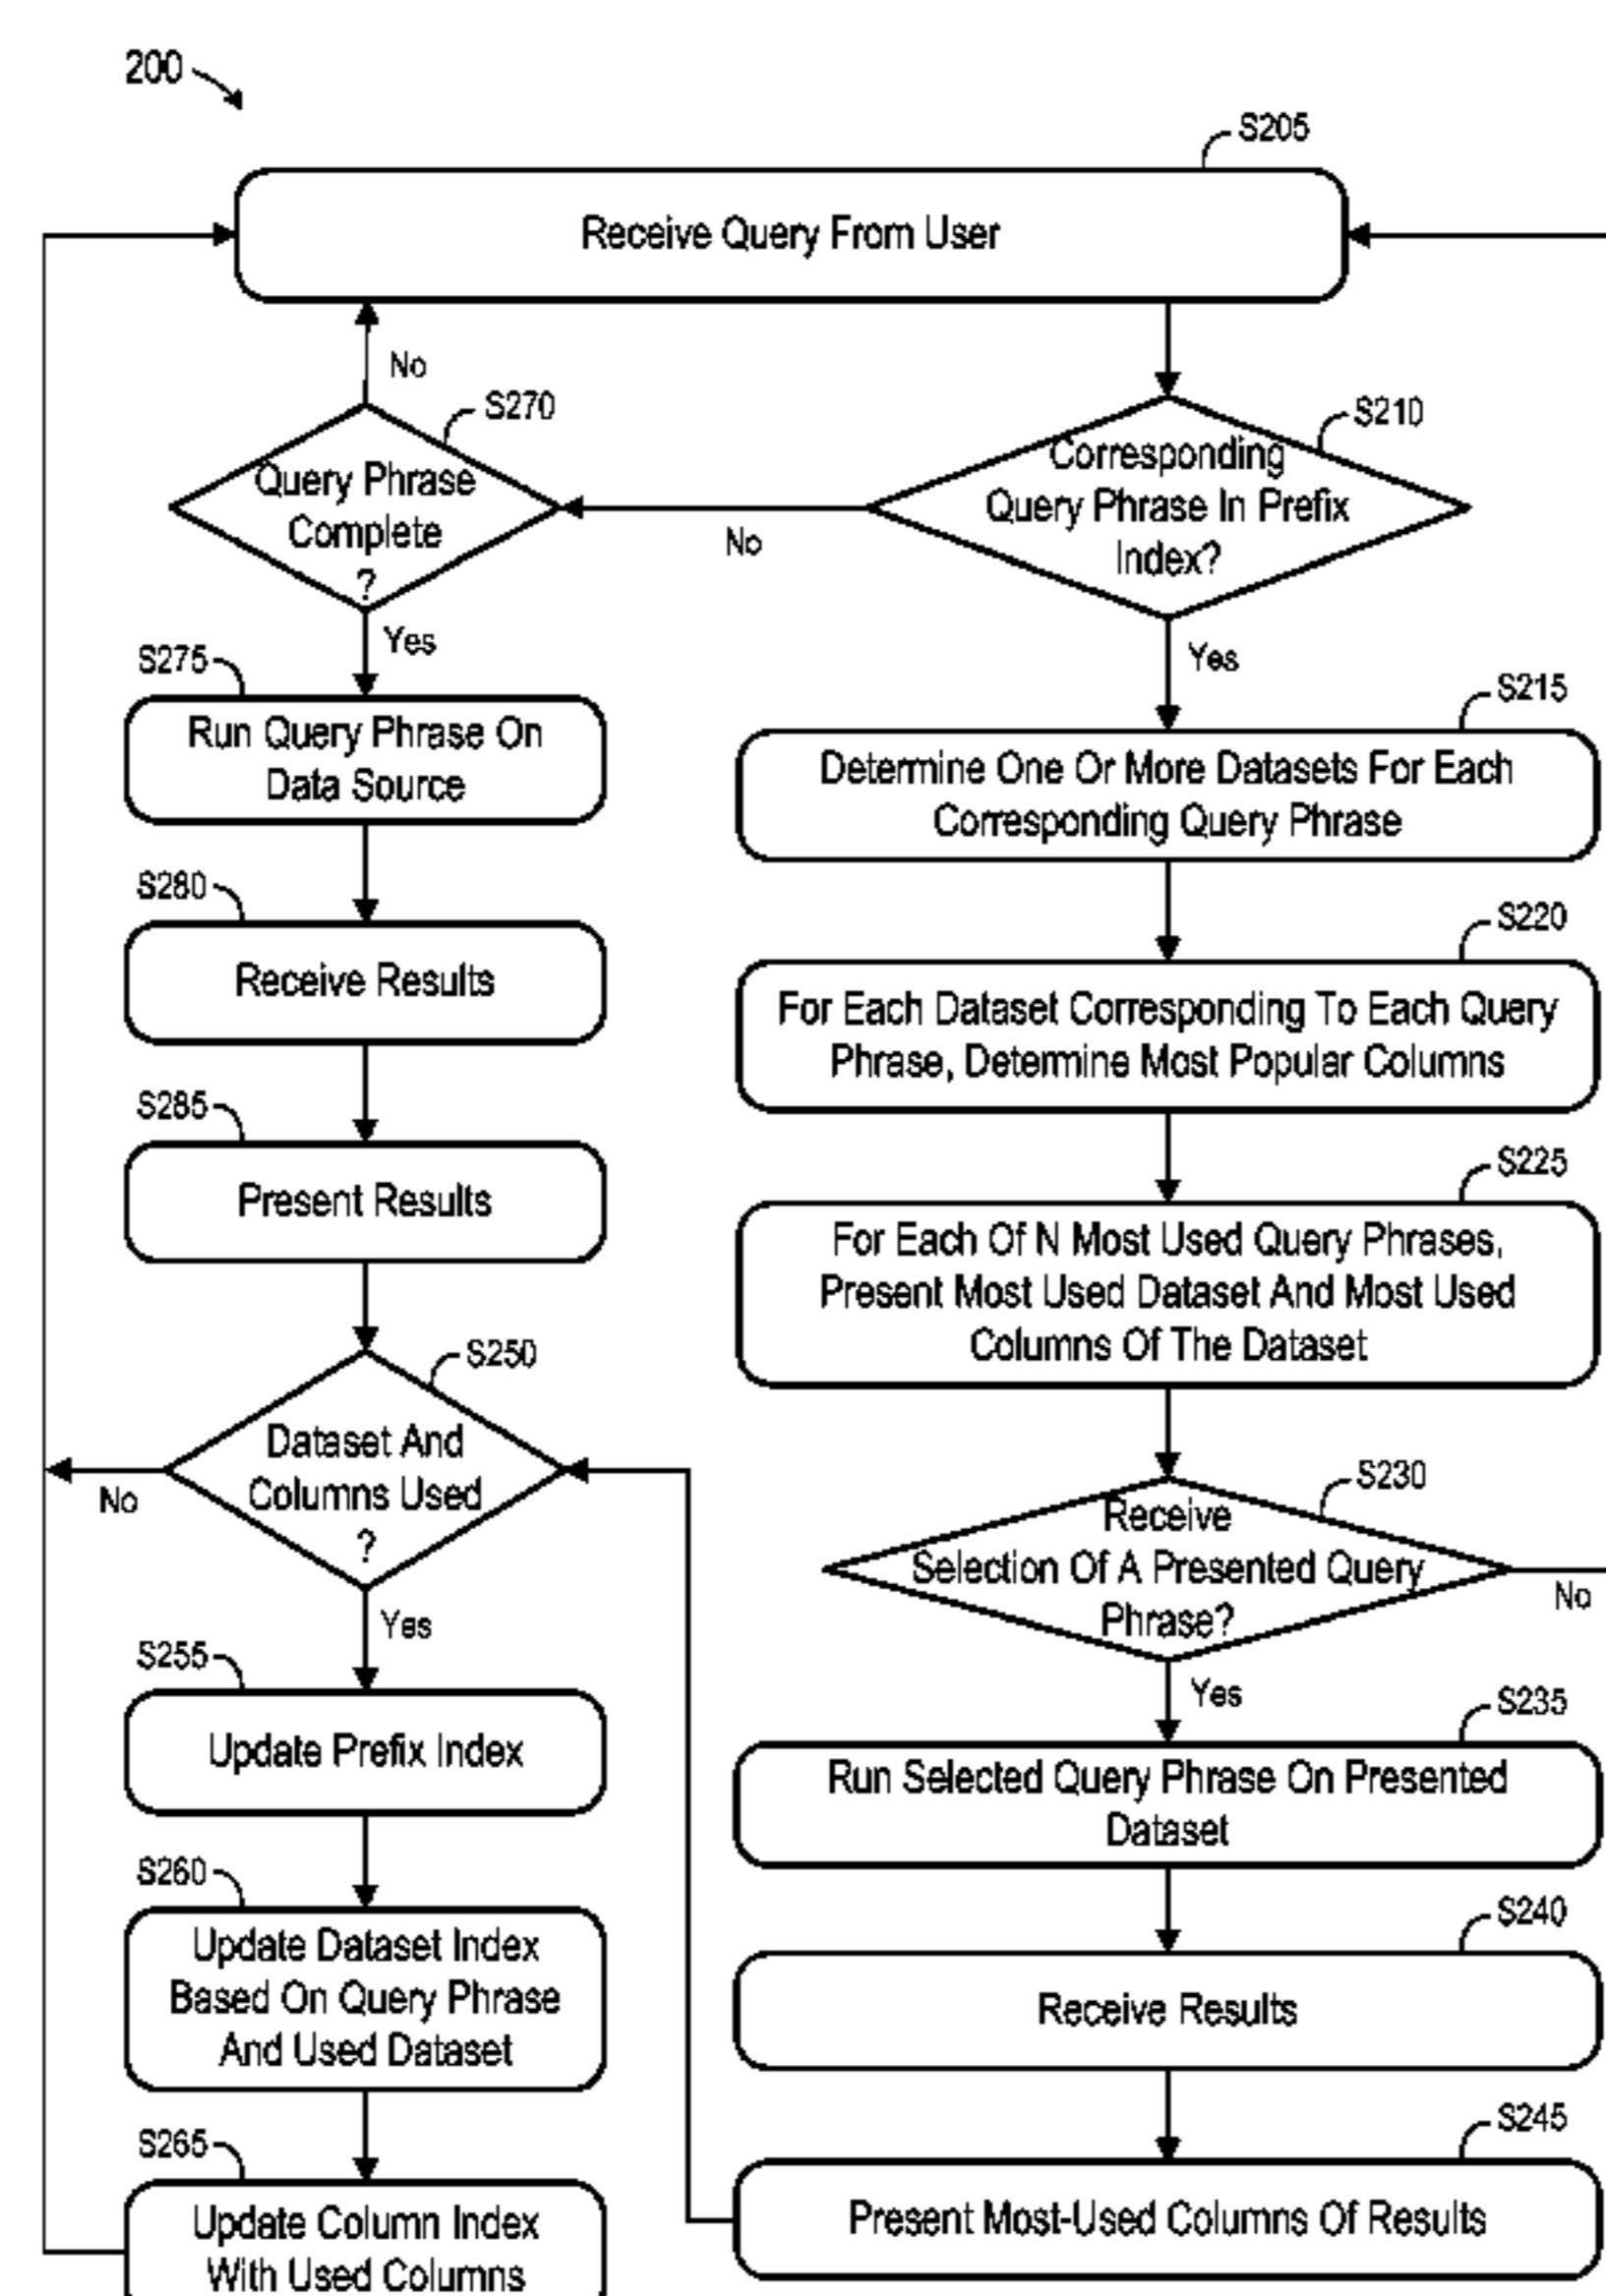 200
S205
Receive Query From User
No
S270
Query Phrase
Complete
?
S210
Corresponding
Query Phrase In Prefix
Index?
No
Yes
Yes
S275
Run Query Phrase On
Data Source
S215
Determine One Or More Datasets For Each
Corresponding Query Phrase
S280
Receive Results
S220
For Each Dataset Corresponding To Each Query
Phrase, Determine Most Popular Columns
S285
Present Results
S225
For Each Of N Most Used Query Phrases,
Present Most Used Dataset And Most Used
Columns Of The Dataset
S250
Dataset And
Columns Used
?
No
Yes
S230
Receive
Selection Of A Presented Query
Phrase?
No
Yes
S255
Update Prefix Index
S235
Run Selected Query Phrase On Presented
Dataset
S260
Update Dataset Index
Based On Query Phrase
And Used Dataset
S240
Receive Results
S265
Update Column Index
With Used Columns
S245
Present Most-Used Columns Of Results